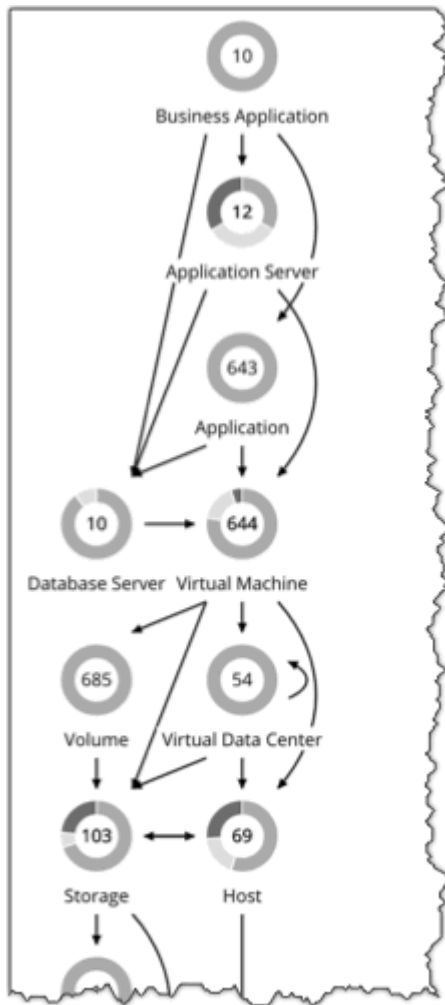 10
Business Application
12
Application Server
643
Application
10
644
Database Server
Virtual Machine
685
54
Volume
Virtual Data Center
103
69
Storage
Host